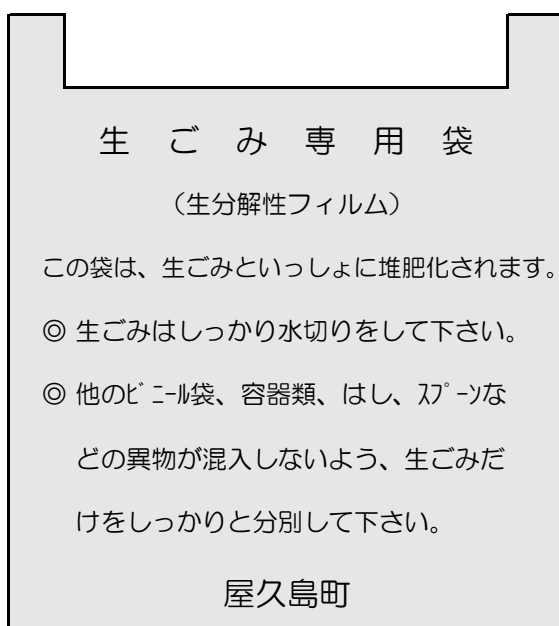 生 ご み 専 用 袋
（生分解性フィルム）
この袋は、生ごみといっしょに堆肥化されます。
◎ 生ごみはしっかり水切りをして下さい。
◎ 他のﾋﾞﾆｰﾙ袋、容器類、はし、ｽﾌﾟｰﾝな
どの異物が混入しないよう、生ごみだ
けをしっかりと分別して下さい。
屋久島町